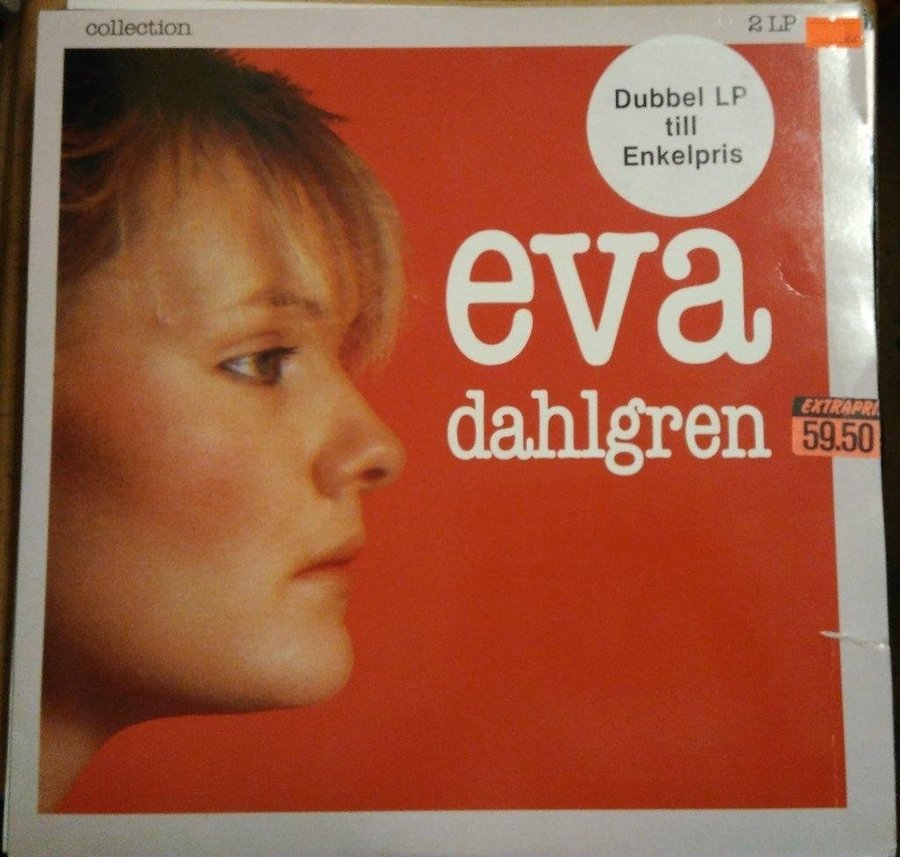 collection
2 LP
Dubbel LP
till
Enkelpris
eva
dahlgren
59.50